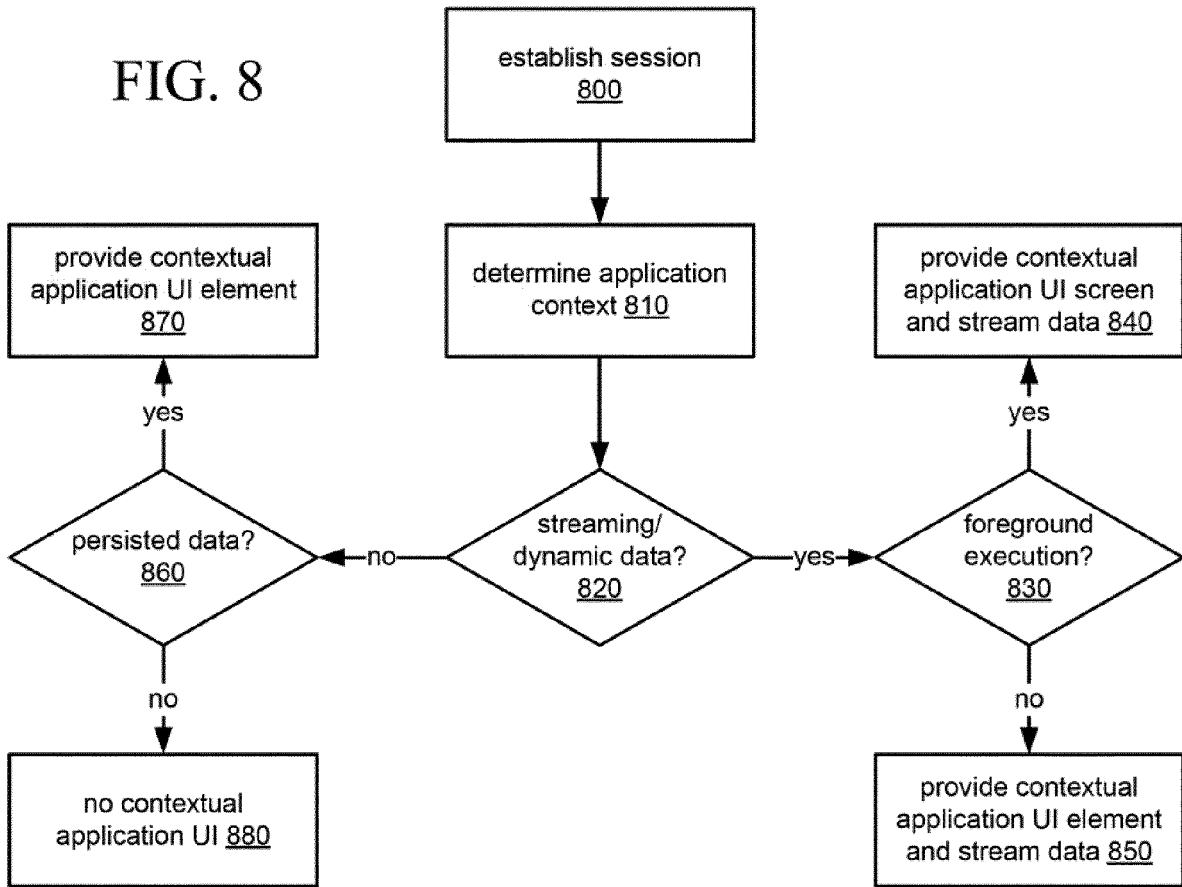 FIG. 8
establish session
800
provide contextual
application UI element
870
determine application
context 810
provide contextual
application UI screen
and stream data 840
yes
yes
persisted data?
860
no
streaming/
dynamic data?
820
yes
foreground
execution?
830
no
no
no contextual
application UI 880
provide contextual
application UI element
and stream data 850